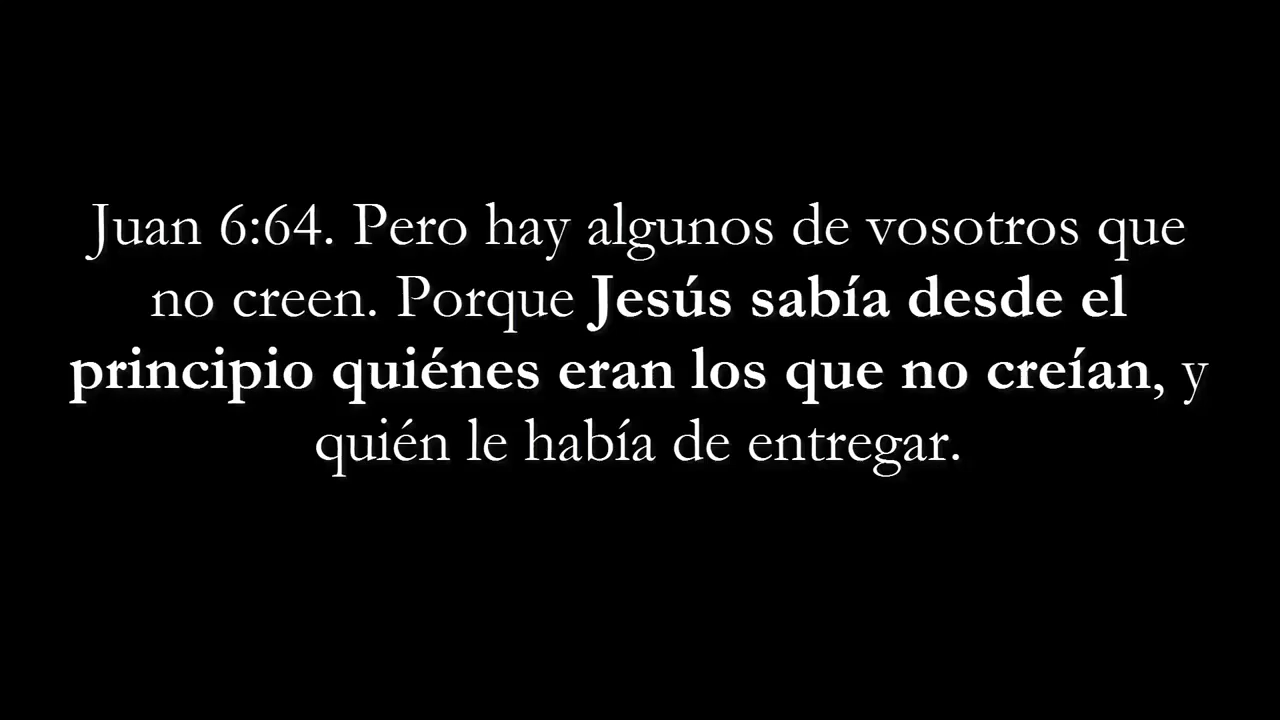 Juan 6:64. Pero hay algunos de vosotros que
no creen. Porque Jesús sabía desde el
principio quiénes eran los que no creían, y
quién le había de entregar.